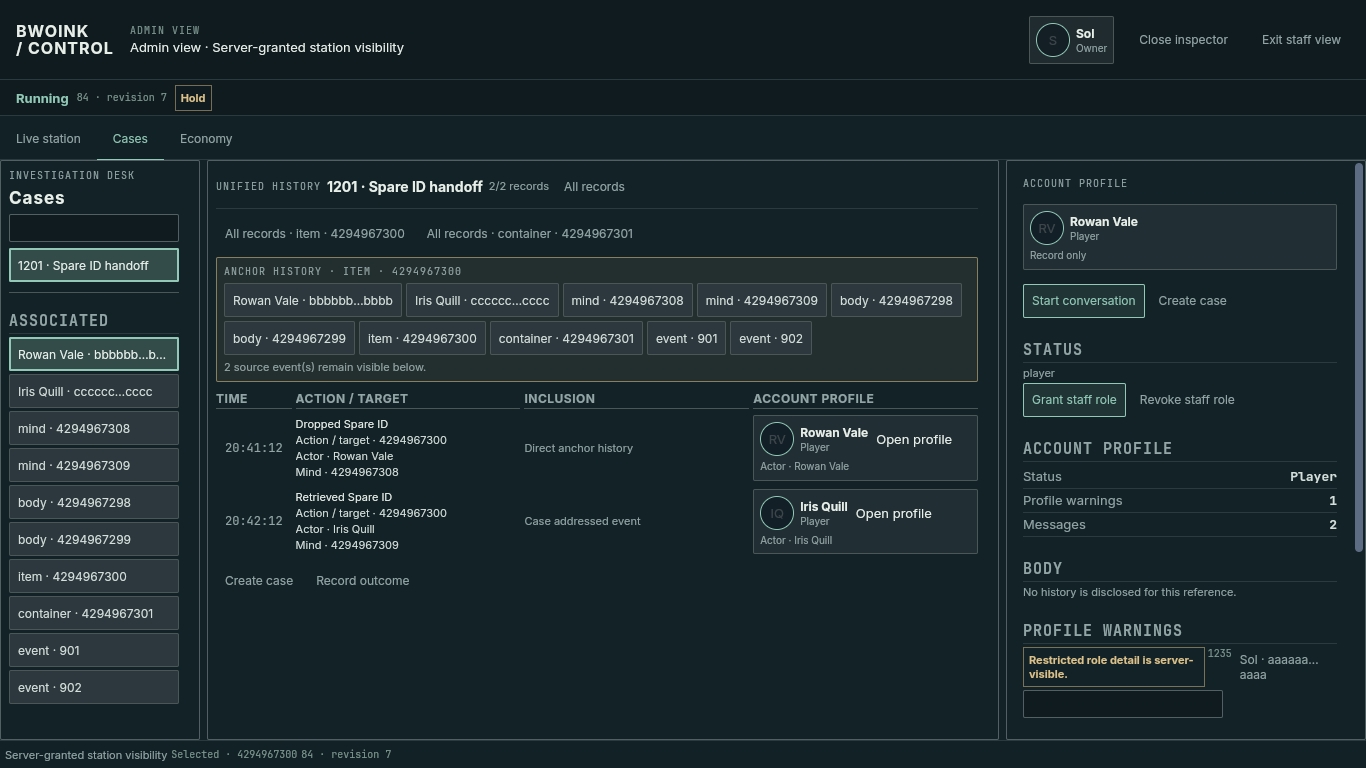 BWOINK
/ CONTROL
ADMIN VIEW
Admin view · Server-granted station visibility
S
Sol
Owner
Close inspector
Exit staff view
Running 84 · revision 7 Hold
Live station
Cases
Economy
INVESTIGATION DESK
Cases
1201 · Spare ID handoff
ASSOCIATED
Rowan Vale · bbbbbb…b…
Iris Quill · cccccc…cccc
mind · 4294967308
mind · 4294967309
body · 4294967298
body · 4294967299
item · 4294967300
container · 4294967301
event · 901
event · 902
UNIFIED HISTORY 1201 · Spare ID handoff 2/2 records All records
All records · item · 4294967300 All records · container · 4294967301
ANCHOR HISTORY · ITEM · 4294967300
Rowan Vale · bbbbbb…bbbb Iris Quill · cccccc…cccc mind · 4294967308 mind · 4294967309 body · 4294967298
body · 4294967299 item · 4294967300 container · 4294967301 event · 901 event · 902
2 source event(s) remain visible below.
TIME ACTION / TARGET INCLUSION ACCOUNT PROFILE
20:41:12
Dropped Spare ID
Action / target · 4294967300
Actor · Rowan Vale
Mind · 4294967308
Direct anchor history
RV
Rowan Vale
Player
Open profile
Actor · Rowan Vale
20:42:12
Retrieved Spare ID
Action / target · 4294967300
Actor · Iris Quill
Mind · 4294967309
Case addressed event
IQ
Iris Quill
Player
Open profile
Actor · Iris Quill
Create case Record outcome
ACCOUNT PROFILE
RV
Rowan Vale
Player
Record only
Start conversation Create case
STATUS
player
Grant staff role Revoke staff role
ACCOUNT PROFILE
Status Player
Profile warnings 1
Messages 2
BODY
No history is disclosed for this reference.
PROFILE WARNINGS
Restricted role detail is server-
visible.
1235
Sol · aaaaaa…
aaaa
Server-granted station visibility Selected · 4294967300 84 · revision 7